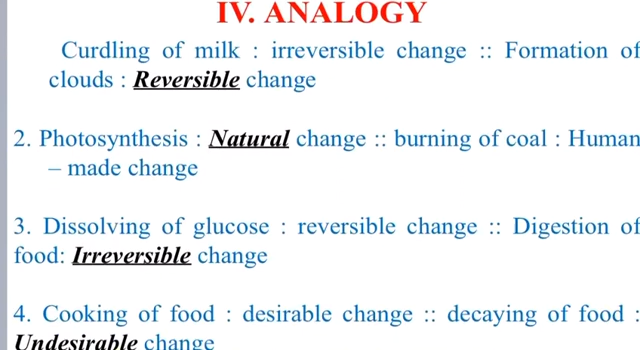 IV. ANALOGY
Curdling of milk : irreversible change :: Formation of
clouds : Reversible change
2. Photosynthesis : Natural change :: burning of coal : Human
– made change
3. Dissolving of glucose : reversible change :: Digestion of
food: Irreversible change
4. Cooking of food : desirable change :: decaying of food :
Undesirable change